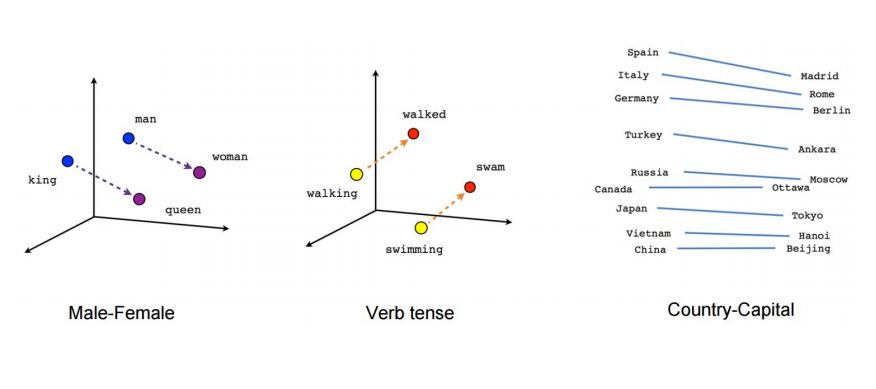 man
woman
king
queen
Male-Female
walked
swam
walking
swimming
Verb tense
Spain
Madrid
Italy
Rome
Germany
Berlin
Turkey
Ankara
Russia
Moscow
Canada
Ottawa
Japan
Tokyo
Vietnam
Hanoi
China
Beijing
Country-Capital